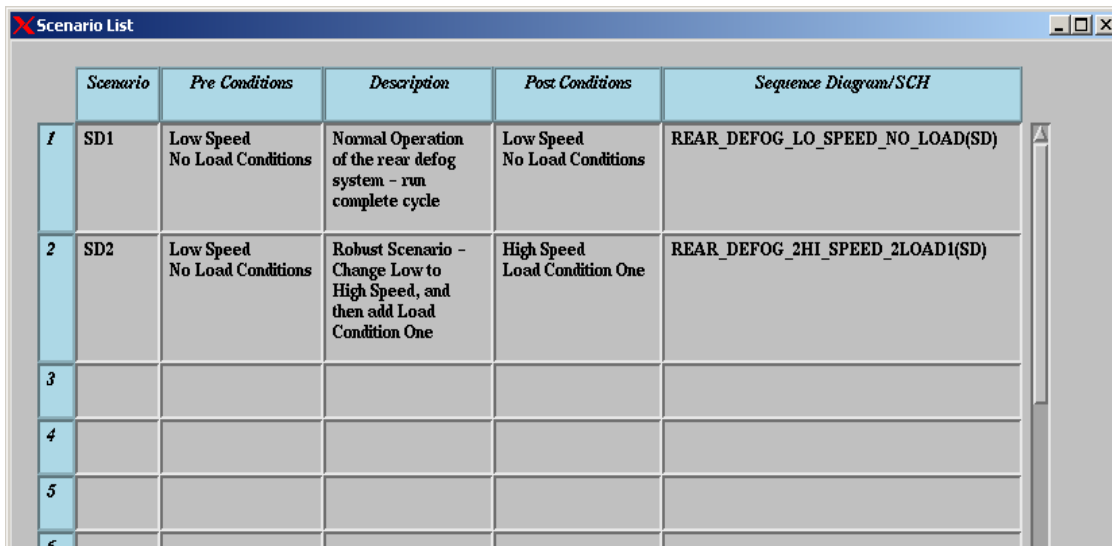 Scenario List
Scenario Pre Conditions Description Post Conditions Sequence Diagram/SCH
1 SD1 Low Speed Normal Operation Low Speed REAR_DEFOG_LO_SPEED_NO_LOAD(SD)
No Load Conditions of the rear defog No Load Conditions
system - run
complete cycle
2 SD2 Low Speed Robust Scenario - High Speed REAR_DEFOG_2HI_SPEED_2LOAD1(SD)
No Load Conditions Change Low to Load Condition One
High Speed, and
then add Load
Condition One
3
4
5
6